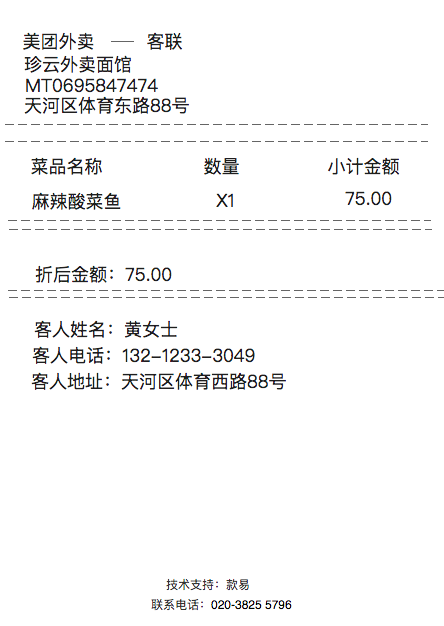 美团外卖 —— 客联
珍云外卖面馆
MT0695847474
天河区体育东路88号
菜品名称 数量 小计金额
麻辣酸菜鱼 X1 75.00
折后金额：75.00
客人姓名：黄女士
客人电话：132-1233-3049
客人地址：天河区体育西路88号
技术支持：款易
联系电话：020-3825 5796